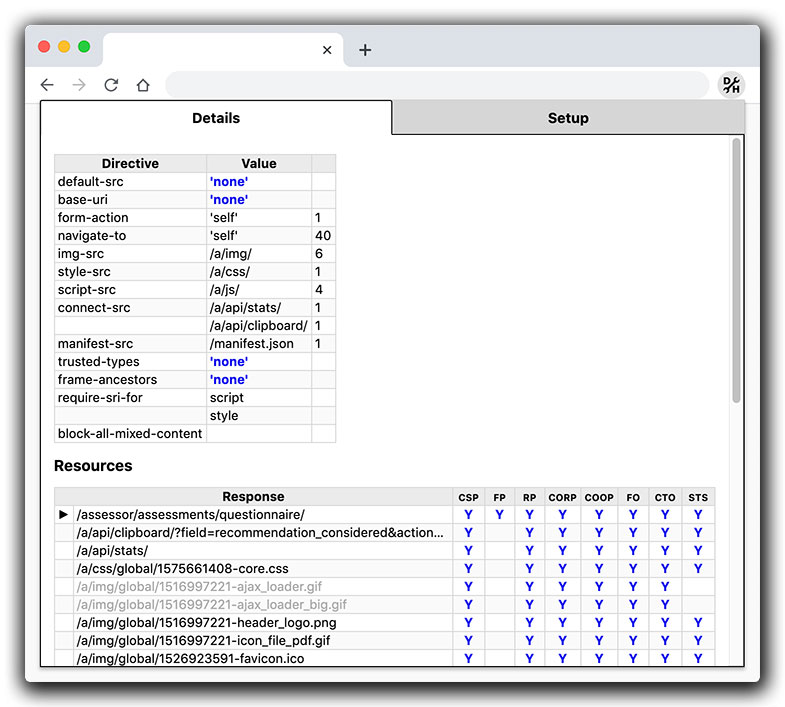 D
H
Details Setup
Directive Value
default-src 'none'
base-uri 'none'
form-action 'self' 1
navigate-to 'self' 40
img-src /a/img/ 6
style-src /a/css/ 1
script-src /a/js/ 4
connect-src /a/api/stats/ 1
/a/api/clipboard/ 1
manifest-src /manifest.json 1
trusted-types 'none'
frame-ancestors 'none'
require-sri-for script
style
block-all-mixed-content
Resources
Response CSP FP RP CORP COOP FO CTO STS
/assessor/assessments/questionnaire/ Y Y Y Y Y Y Y Y
/a/api/clipboard/?field=recommendation_considered&action... Y Y Y Y Y Y Y
/a/api/stats/ Y Y Y Y Y Y Y
/a/css/global/1575661408-core.css Y Y Y Y Y Y Y
/a/img/global/1516997221-ajax_loader.gif Y Y Y Y Y Y
/a/img/global/1516997221-ajax_loader_big.gif Y Y Y Y Y Y
/a/img/global/1516997221-header_logo.png Y Y Y Y Y Y Y
/a/img/global/1516997221-icon_file_pdf.gif Y Y Y Y Y Y Y
/a/img/global/1526923591-favicon.ico Y Y Y Y Y Y Y